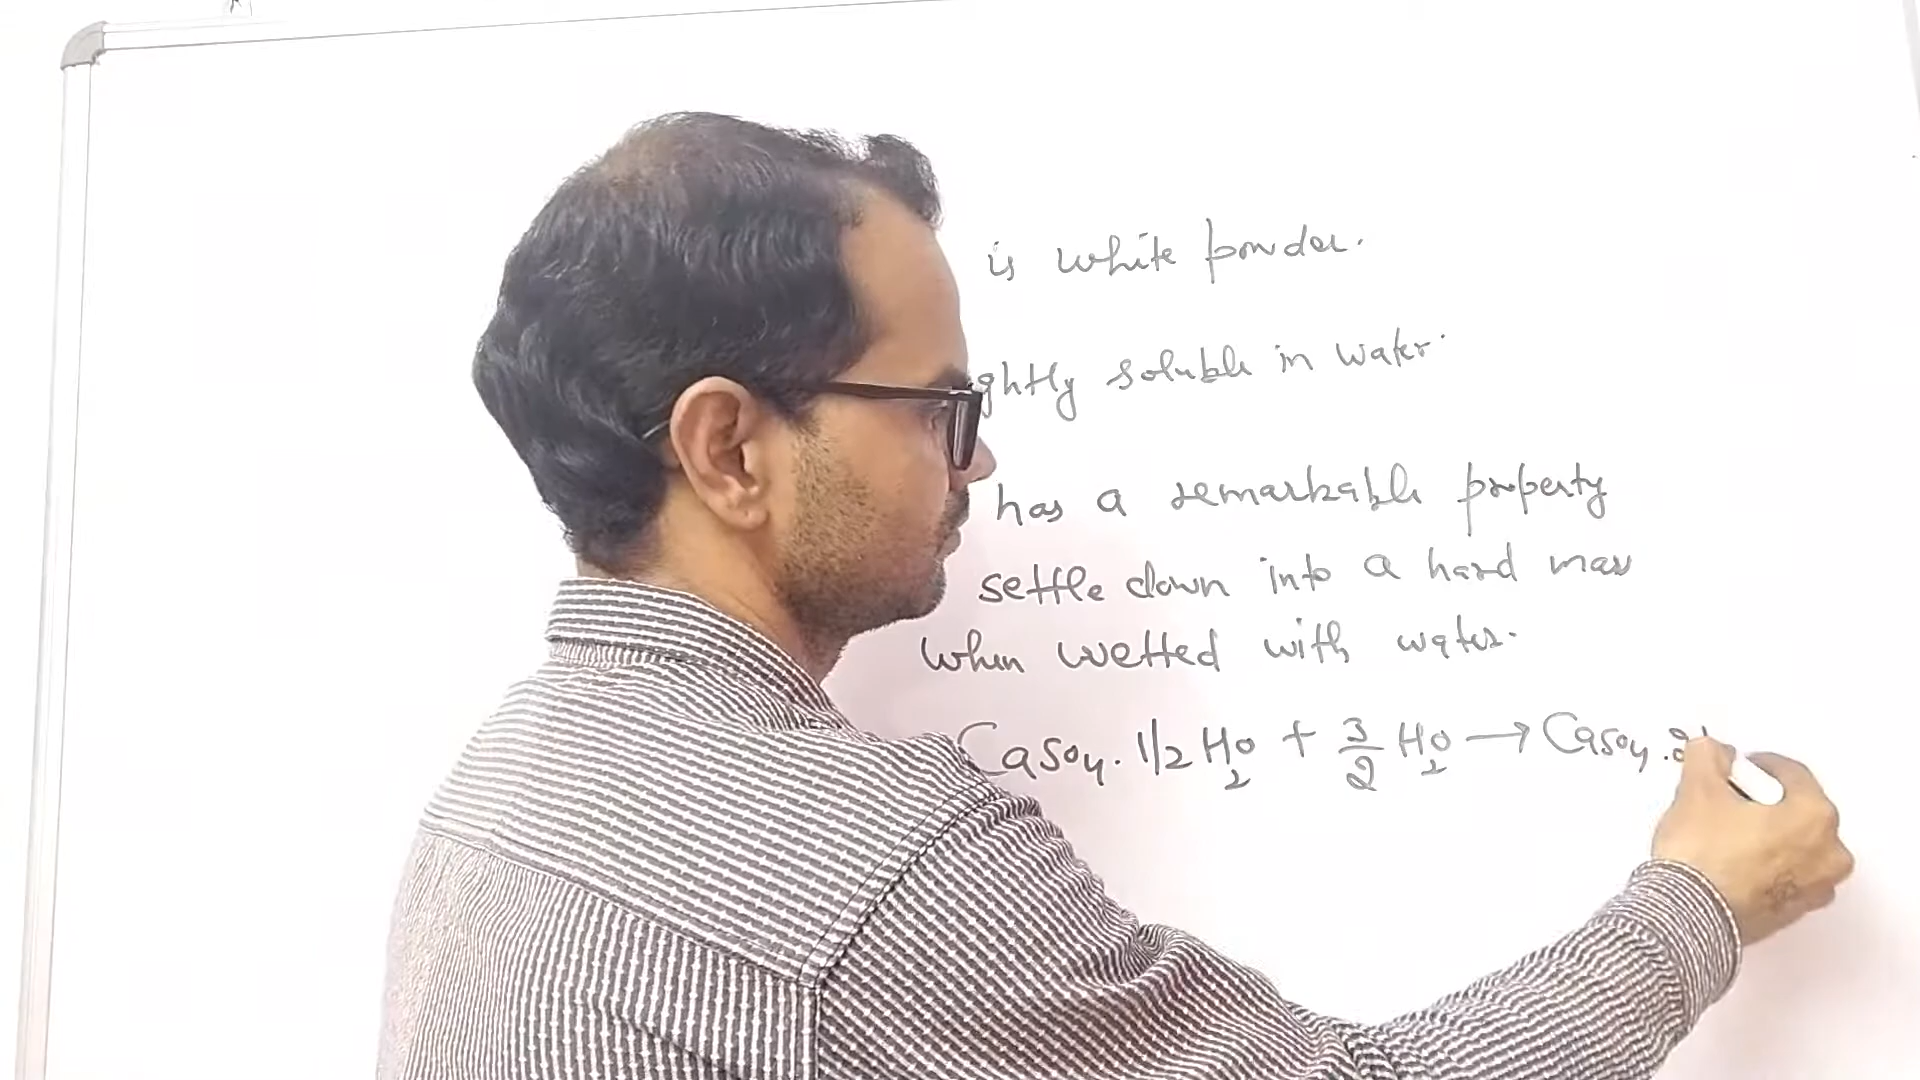 is white powder.
ghtly soluble in water.
has a remarkable property
settle down into a hard mass
when wetted with water.
CaSO₄. 1/2 H₂O + 3/2 H₂O → CaSO₄.2